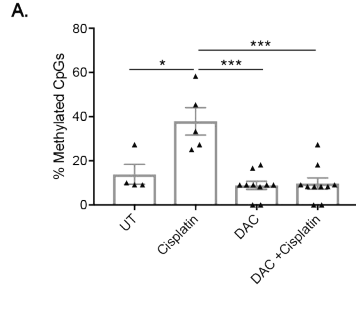 A.
% Methylated CpGs
80
60
40
20
0
*
***
***
UT
Cisplatin
DAC
DAC +Cisplatin